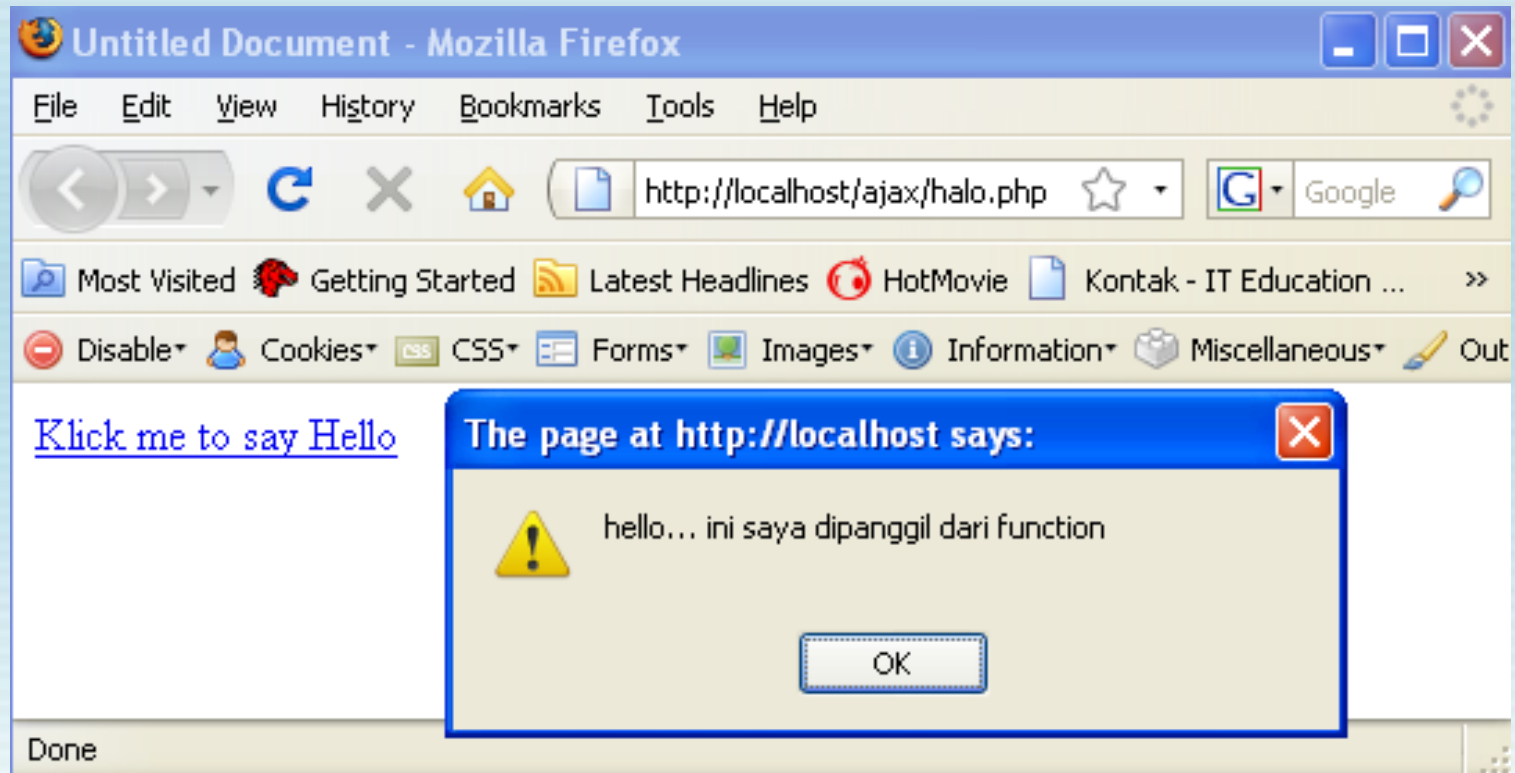 Untitled Document - Mozilla Firefox
File Edit View History Bookmarks Tools Help
http://localhost/ajax/halo.php G Google
Most Visited Getting Started Latest Headlines HotMovie Kontak - IT Education ... »
Disable Cookies css CSS Forms Images Information Miscellaneous Out
Klick me to say Hello
The page at http://localhost says:
hello... ini saya dipanggil dari function
OK
Done